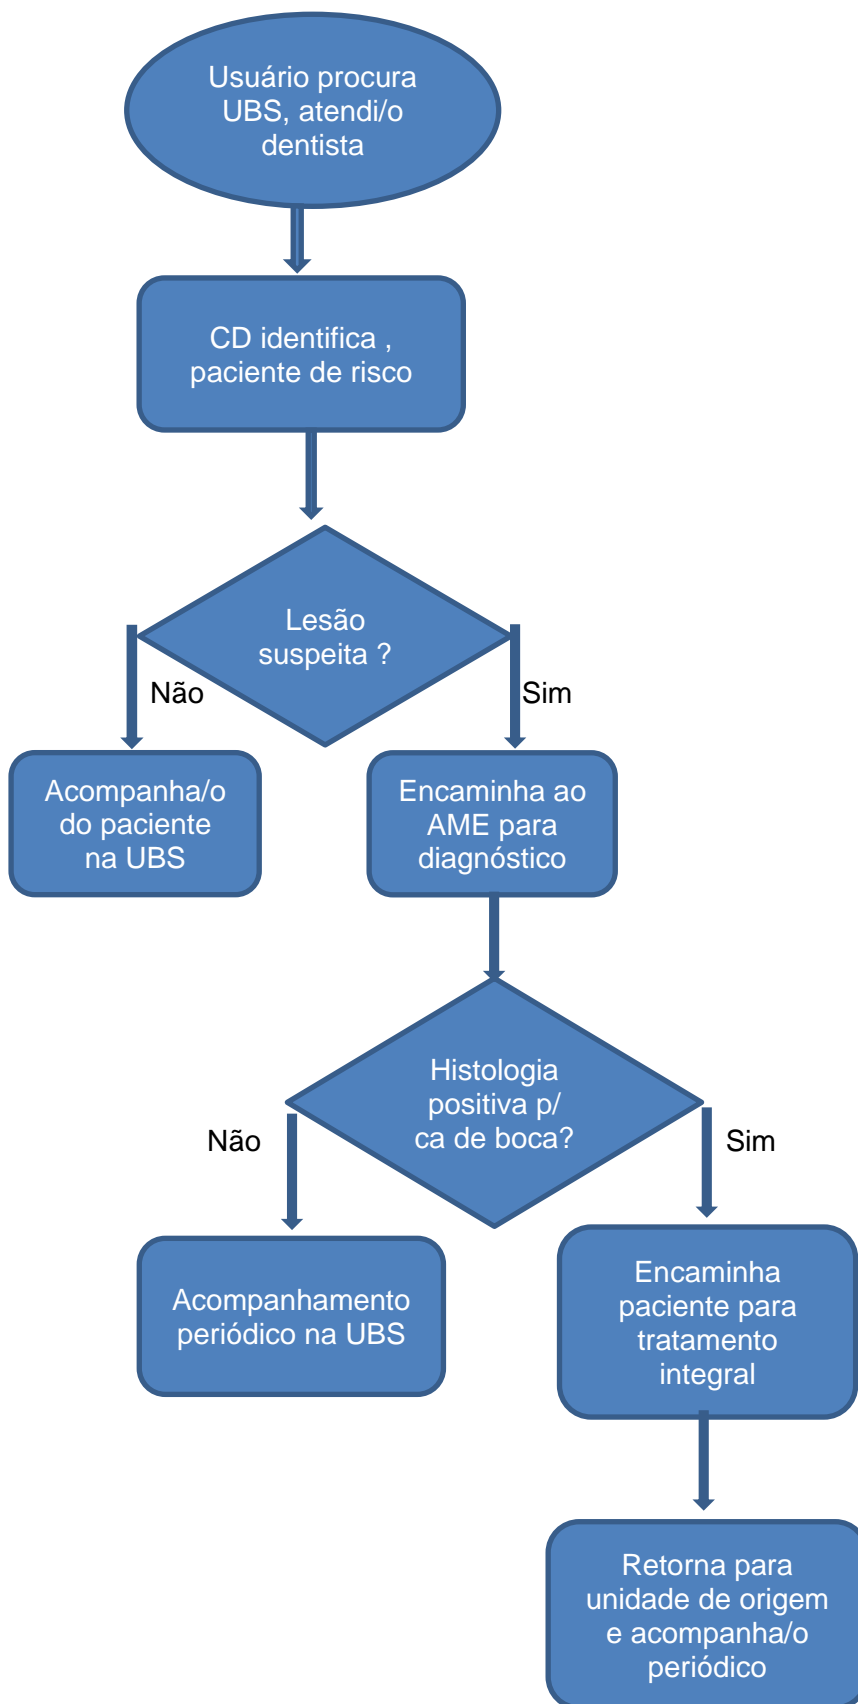 Usuário procura
UBS, atendi/o
dentista
CD identifica ,
paciente de risco
Lesão
suspeita ?
Não
Sim
Acompanha/o
do paciente
na UBS
Encaminha ao
AME para
diagnóstico
Histologia
positiva p/
ca de boca?
Não
Sim
Acompanhamento
periódico na UBS
Encaminha
paciente para
tratamento
integral
Retorna para
unidade de origem
e acompanha/o
periódico